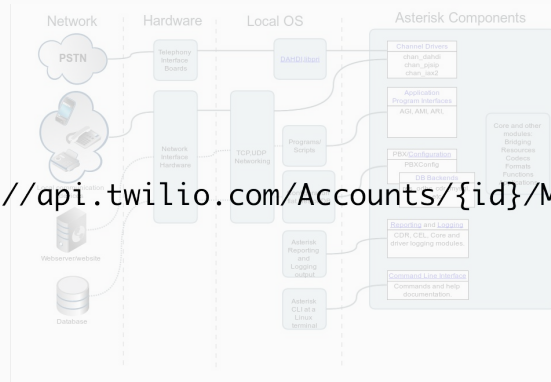 Network
Hardware
Local OS
Asterisk Components
PSTN
Telephony
Interface
Boards
DAHDI/libpri
Channel Drivers
chan_dahdi
chan_pjsip
chan_iax2
Application
Program Interfaces
AGI, AMI, ARI,
Network
Interface
Hardware
TCP,UDP
Networking
Programs/
Scripts
PBX/Configuration
PBXConfig
DB Backends
Core and other
modules:
Bridging
Resources
Codecs
Formats
Functions
//api.twilio.com/Accounts/{id}/M
Webserver/website
Asterisk
Reporting
and
Logging
output
Reporting and Logging
CDR, CEL, Core and
driver logging modules
Database
Asterisk
CLI at a
Linux
terminal
Command Line Interface
Commands and help
documentation